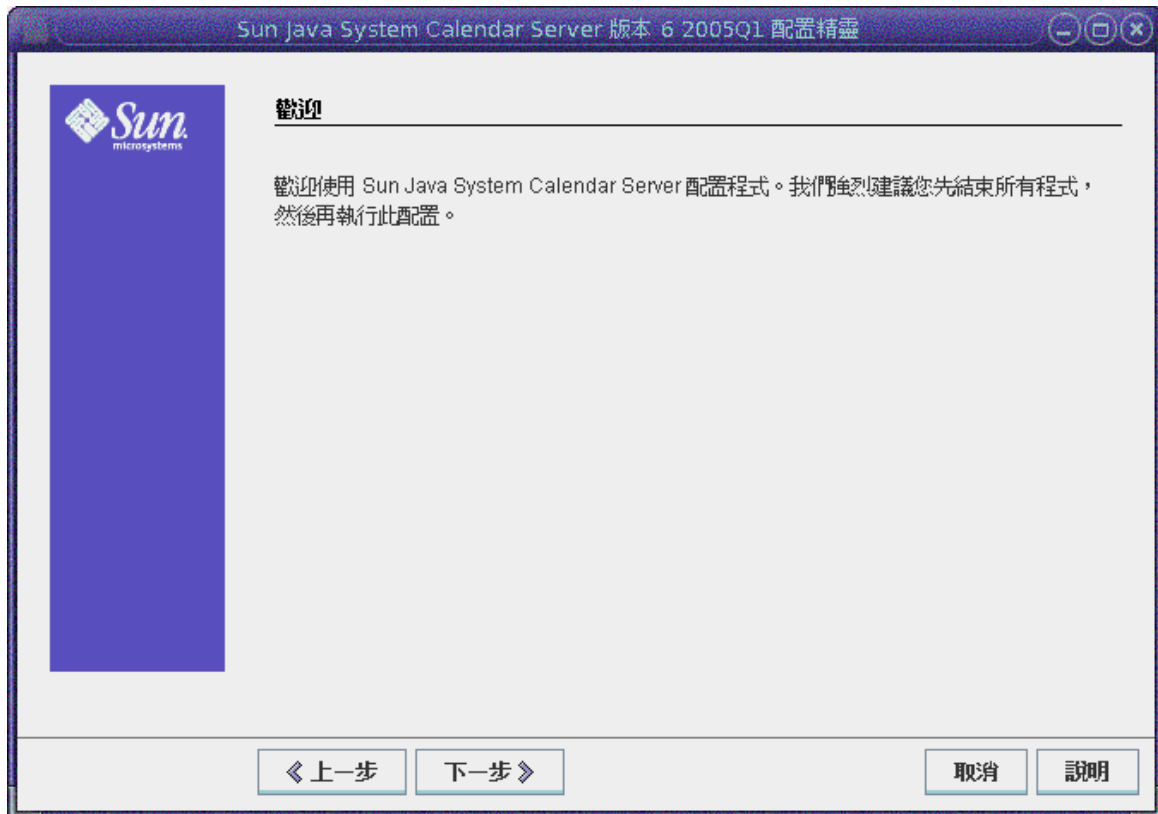 Sun Java System Calendar Server 版本 6 2005Q1 配置精靈
Sun
microsystems
歡迎
歡迎使用 Sun Java System Calendar Server 配置程式。我們強烈建議您先結束所有程式，
然後再執行此配置。
上一步
下一步
取消
說明